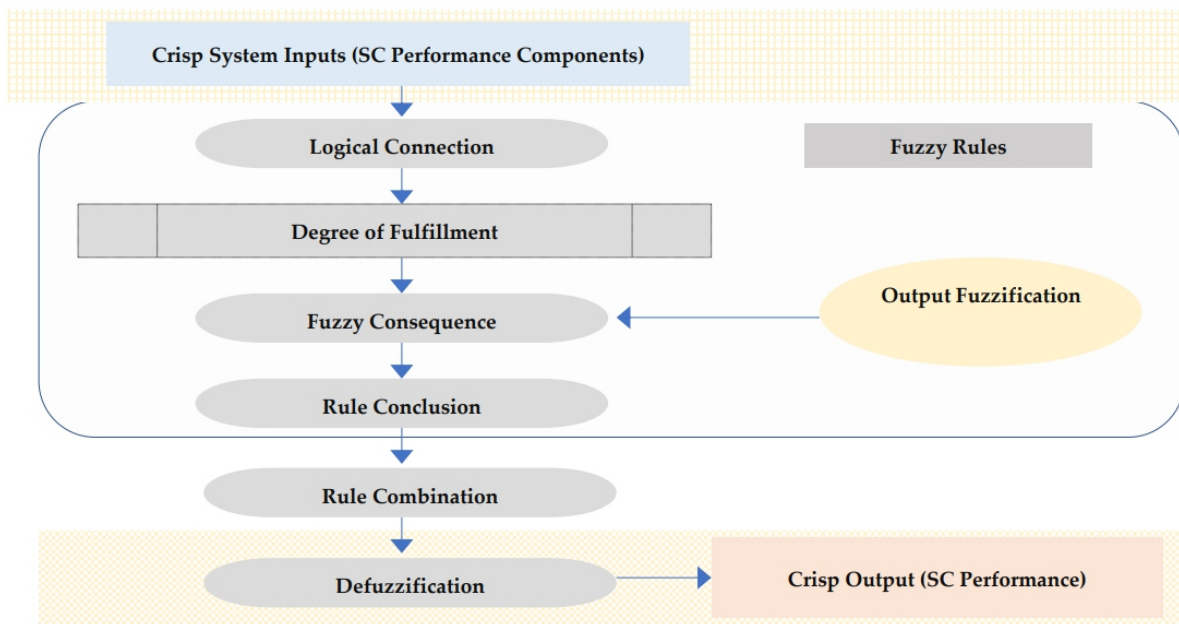 Crisp System Inputs (SC Performance Components)
Logical Connection
Fuzzy Rules
Degree of Fulfillment
Output Fuzzification
Fuzzy Consequence
Rule Conclusion
Rule Combination
Defuzzification
Crisp Output (SC Performance)